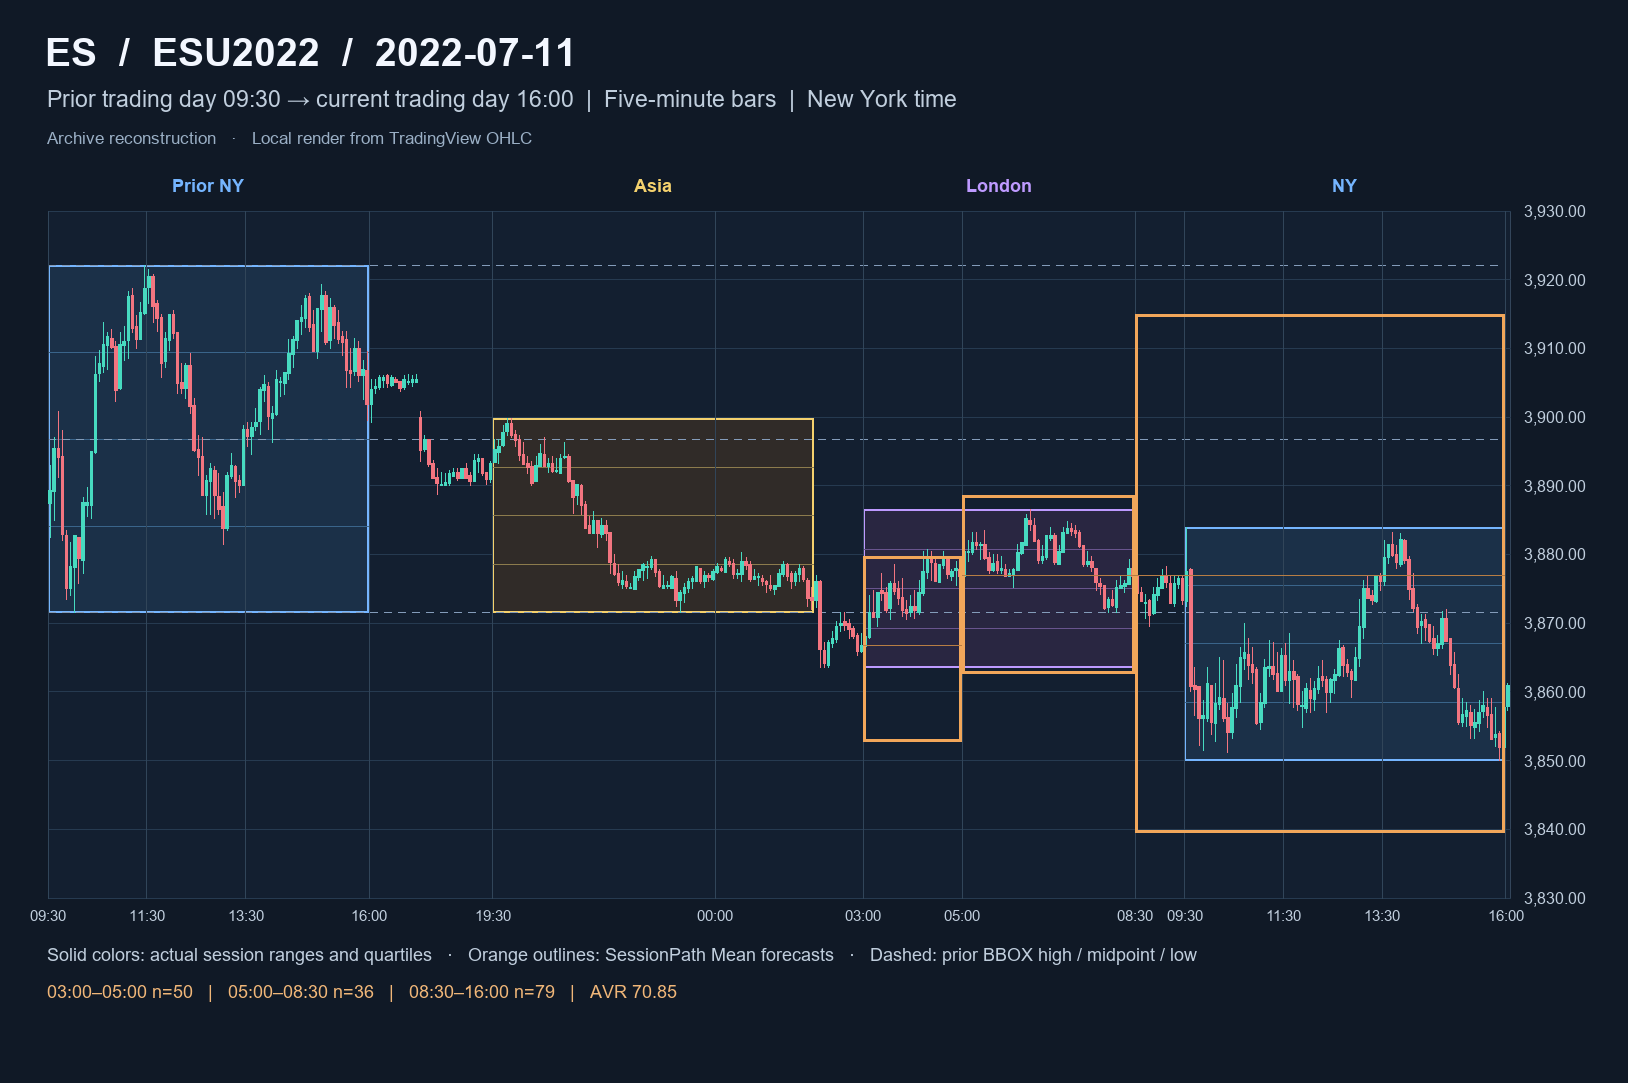 ES / ESU2022 / 2022-07-11
Prior trading day 09:30 → current trading day 16:00 | Five-minute bars | New York time
Archive reconstruction · Local render from TradingView OHLC
Prior NY Asia London NY
3,930.00
3,920.00
3,910.00
3,900.00
3,890.00
3,880.00
3,870.00
3,860.00
3,850.00
3,840.00
3,830.00
09:30 11:30 13:30 16:00 19:30 00:00 03:00 05:00 08:30 09:30 11:30 13:30 16:00
Solid colors: actual session ranges and quartiles · Orange outlines: SessionPath Mean forecasts · Dashed: prior BBOX high / midpoint / low
03:00–05:00 n=50 | 05:00–08:30 n=36 | 08:30–16:00 n=79 | AVR 70.85